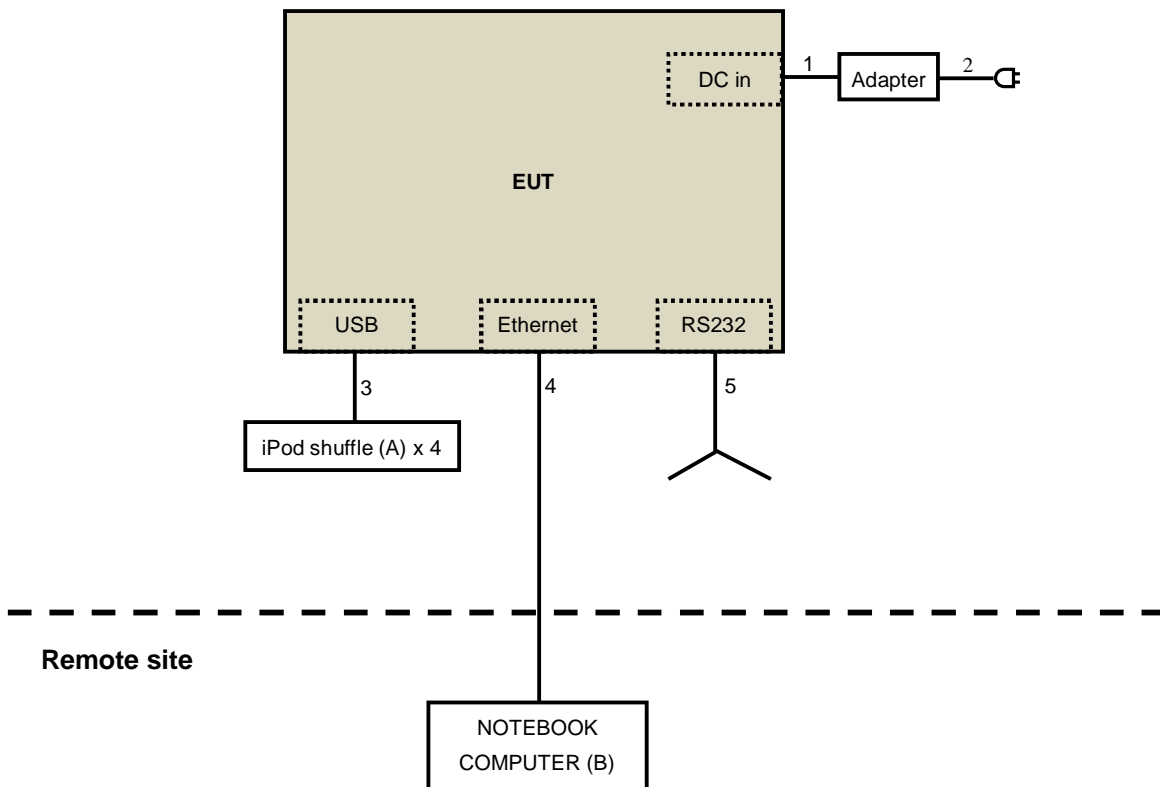 DC in
1
Adapter
2
EUT
USB
Ethernet
RS232
3
4
5
iPod shuffle (A) x 4
Remote site
NOTEBOOK
COMPUTER (B)